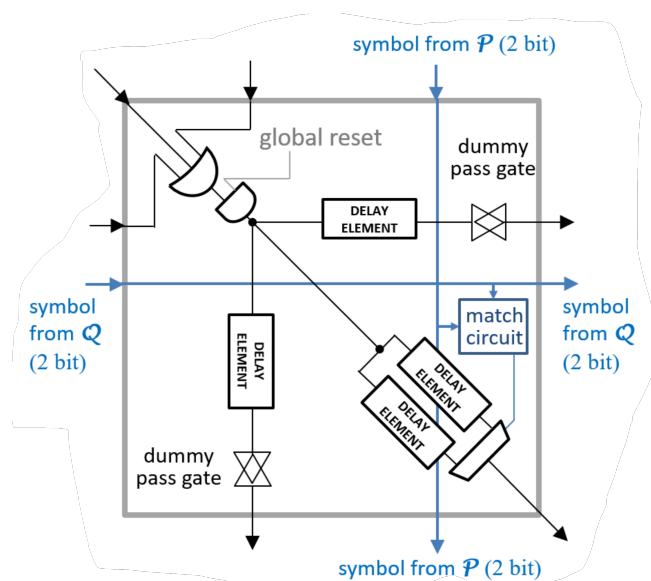 symbol from P (2 bit)
global reset
dummy
pass gate
DELAY
ELEMENT
symbol
from Q
(2 bit)
match
circuit
symbol
from Q
(2 bit)
DELAY
ELEMENT
DELAY
ELEMENT
DELAY
ELEMENT
dummy
pass gate
symbol from P (2 bit)